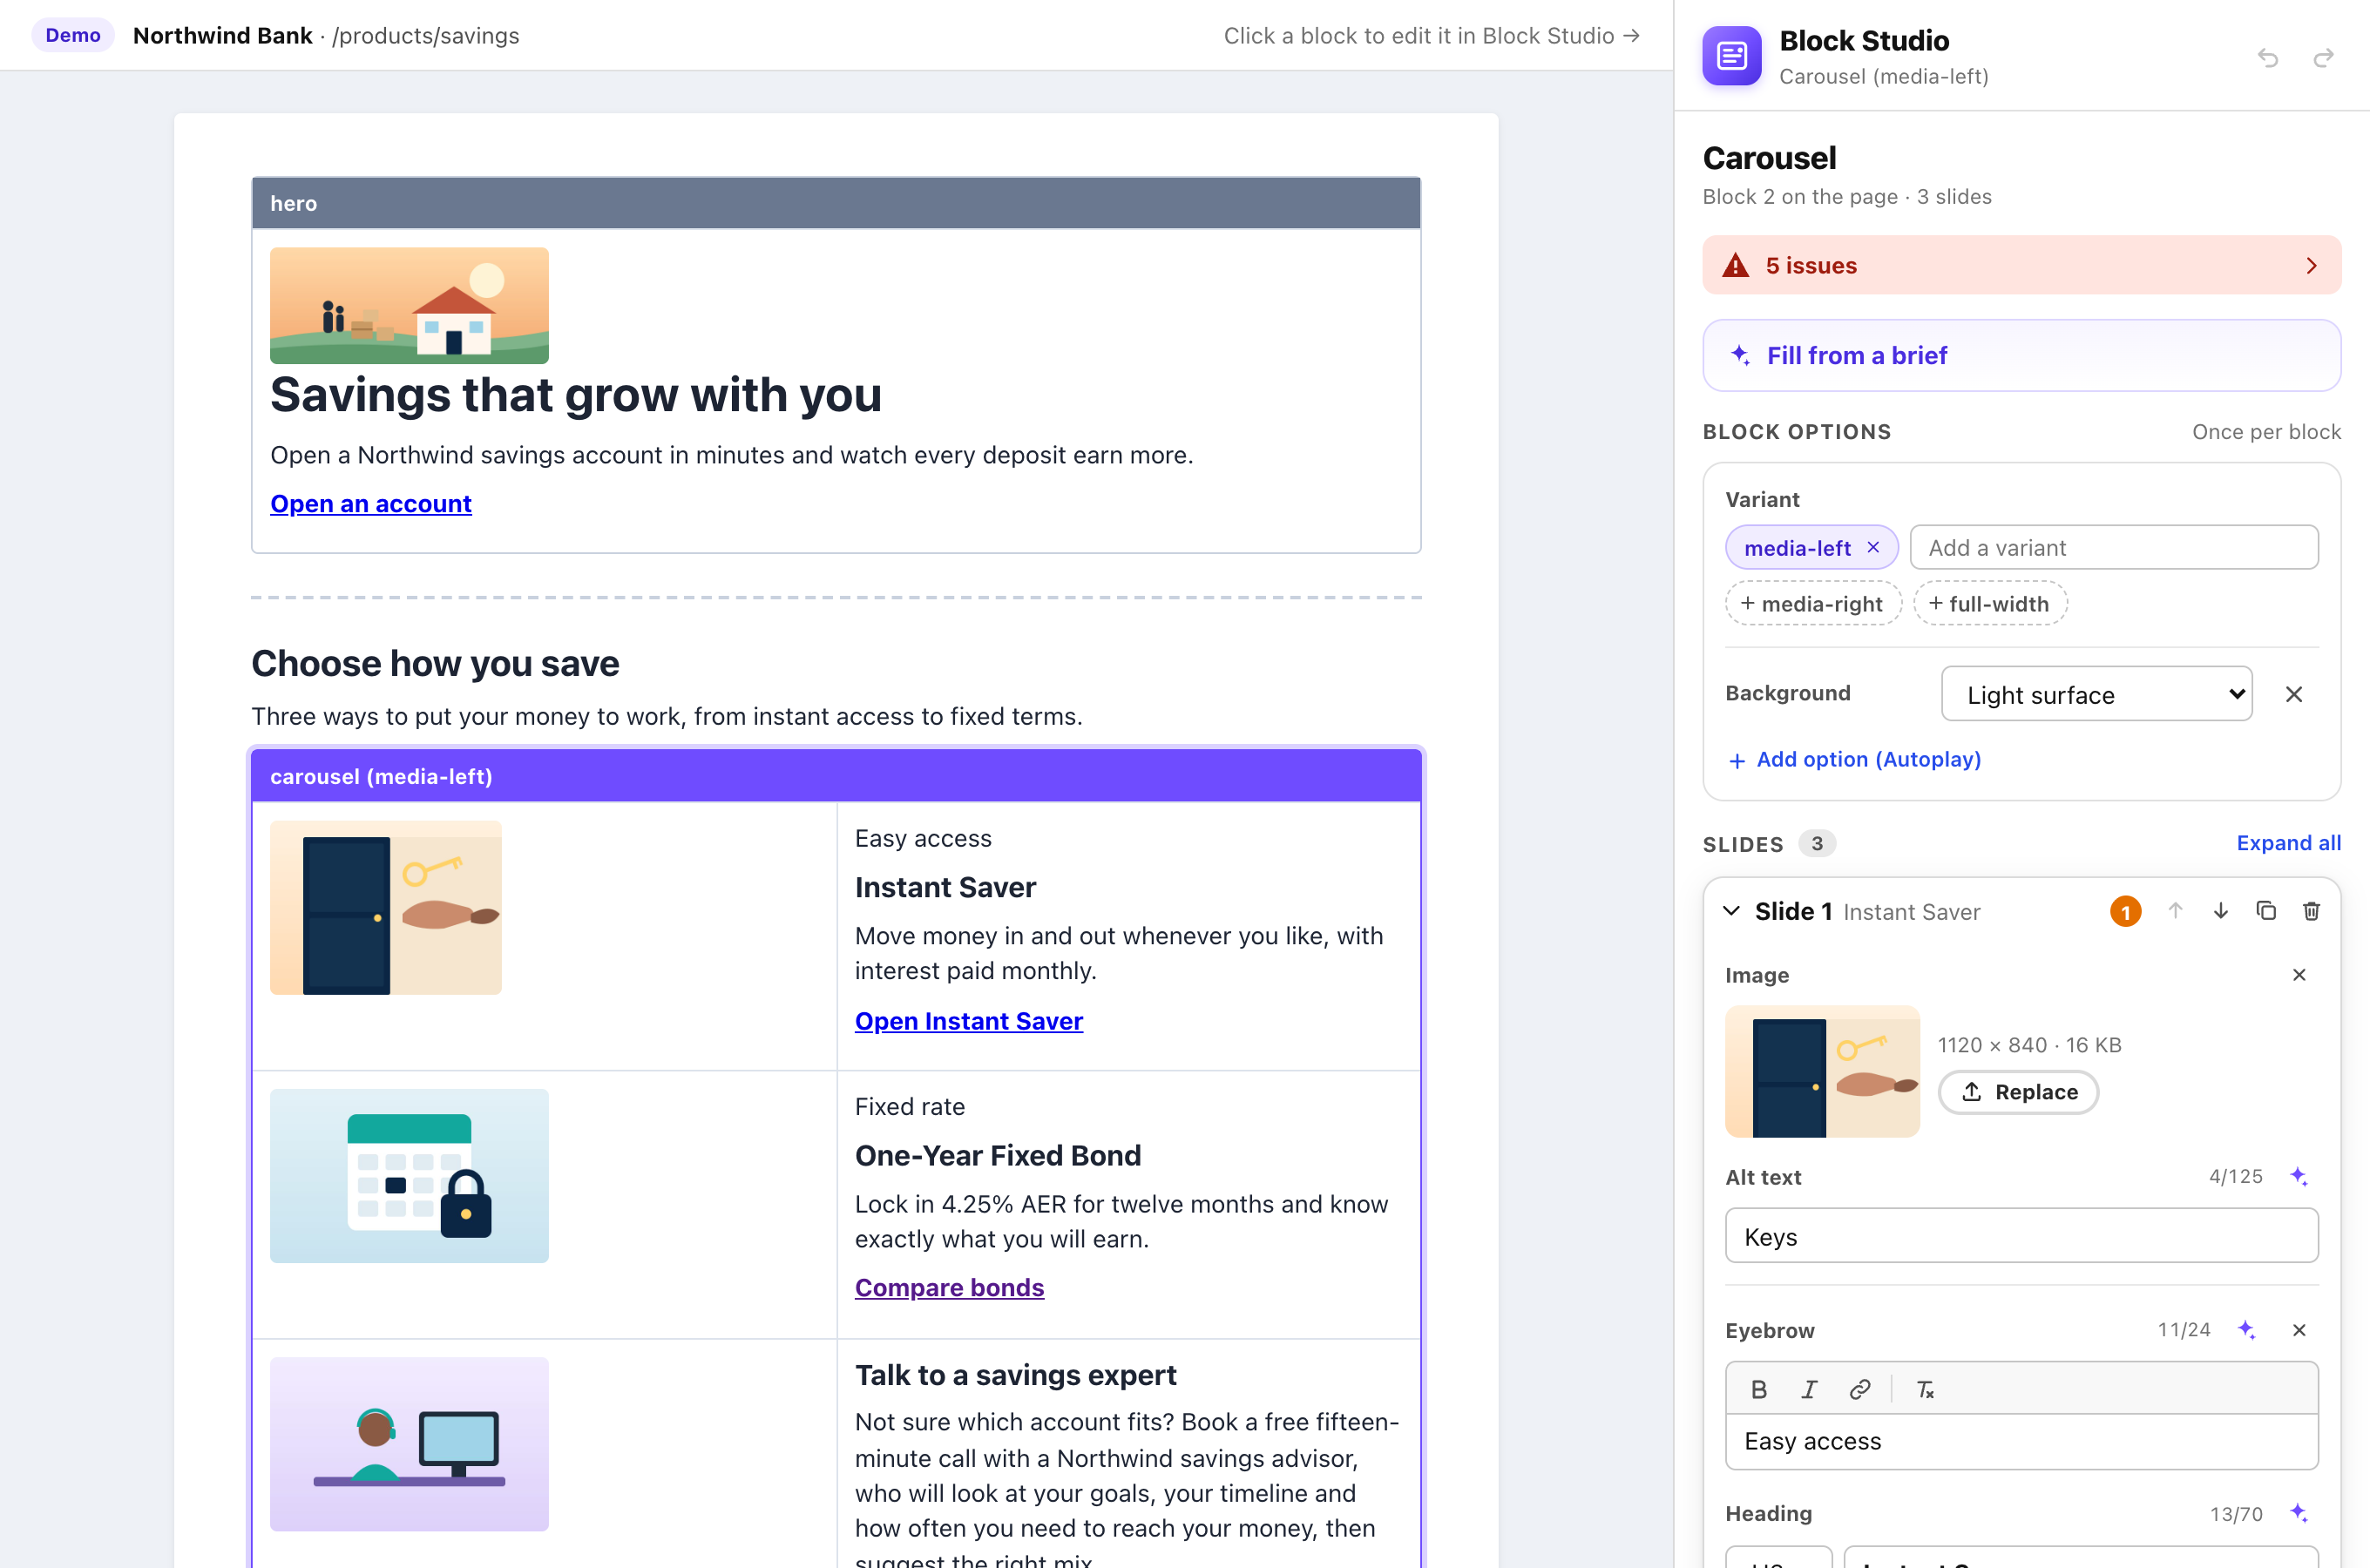 Demo Northwind Bank · /products/savings
Click a block to edit it in Block Studio →
hero
Savings that grow with you
Open a Northwind savings account in minutes and watch every deposit earn more.
Open an account
Choose how you save
Three ways to put your money to work, from instant access to fixed terms.
carousel (media-left)
Easy access
Instant Saver
Move money in and out whenever you like, with
interest paid monthly.
Open Instant Saver
Fixed rate
One-Year Fixed Bond
Lock in 4.25% AER for twelve months and know
exactly what you will earn.
Compare bonds
Talk to a savings expert
Not sure which account fits? Book a free fifteen-
minute call with a Northwind savings advisor,
who will look at your goals, your timeline and
how often you need to reach your money, then
suggest the right mix.
Block Studio
Carousel (media-left)
Carousel
Block 2 on the page · 3 slides
5 issues
Fill from a brief
BLOCK OPTIONS Once per block
Variant
media-left × Add a variant
+ media-right + full-width
Background Light surface
+ Add option (Autoplay)
SLIDES 3 Expand all
Slide 1 Instant Saver 1
Image
1120 × 840 · 16 KB
Replace
Alt text 4/125
Keys
Eyebrow 11/24
B I
Easy access
Heading 13/70